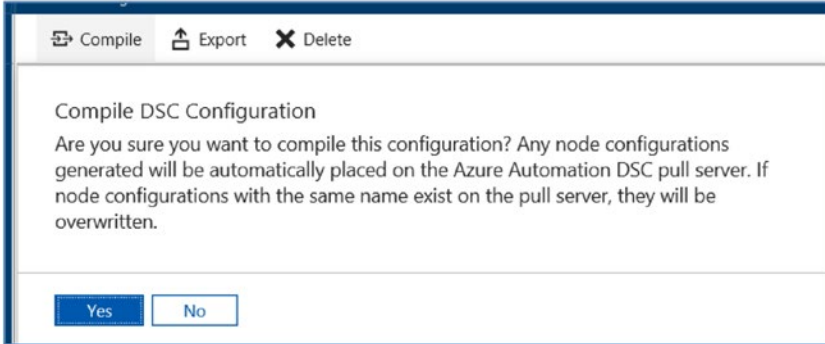 Compile Export Delete
Compile DSC Configuration
Are you sure you want to compile this configuration? Any node configurations
generated will be automatically placed on the Azure Automation DSC pull server. If
node configurations with the same name exist on the pull server, they will be
overwritten.
Yes No